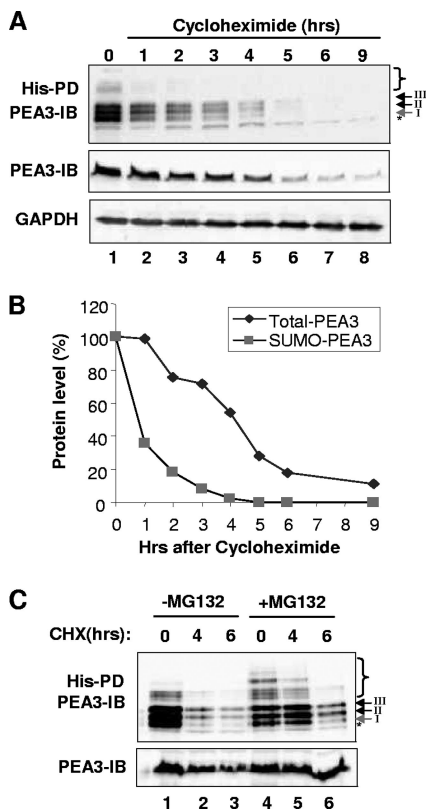 A
Cycloheximide (hrs)
0 1 2 3 4 5 6 9
His-PD
PEA3-IB
III
II
I
*
PEA3-IB
GAPDH
1 2 3 4 5 6 7 8
B
Protein level (%)
120
100
80
60
40
20
0
Total-PEA3
SUMO-PEA3
0 1 2 3 4 5 6 7 8 9
Hrs after Cycloheximide
C
-MG132 +MG132
CHX(hrs): 0 4 6 0 4 6
His-PD
PEA3-IB
III
II
I
*
PEA3-IB
1 2 3 4 5 6